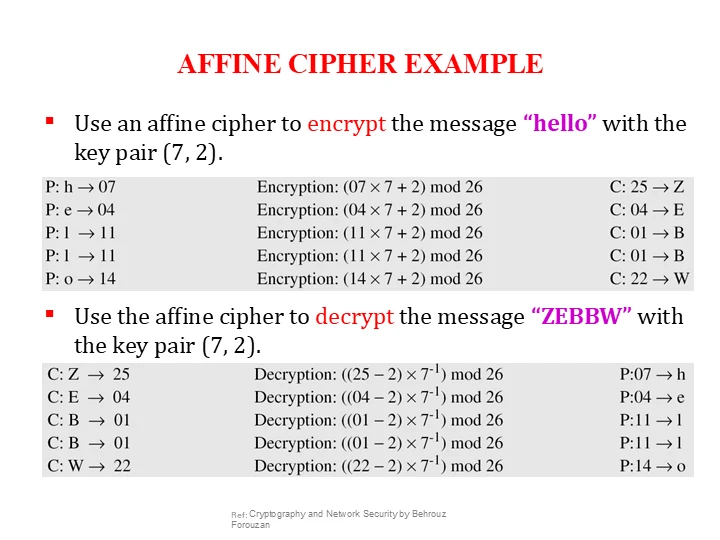 AFFINE CIPHER EXAMPLE
▪ Use an affine cipher to encrypt the message “hello” with the
key pair (7, 2).
P: h → 07 Encryption: (07 × 7 + 2) mod 26 C: 25 → Z
P: e → 04 Encryption: (04 × 7 + 2) mod 26 C: 04 → E
P: l → 11 Encryption: (11 × 7 + 2) mod 26 C: 01 → B
P: l → 11 Encryption: (11 × 7 + 2) mod 26 C: 01 → B
P: o → 14 Encryption: (14 × 7 + 2) mod 26 C: 22 → W
▪ Use the affine cipher to decrypt the message “ZEBBW” with
the key pair (7, 2).
C: Z → 25 Decryption: ((25 − 2) × 7⁻¹) mod 26 P:07 → h
C: E → 04 Decryption: ((04 − 2) × 7⁻¹) mod 26 P:04 → e
C: B → 01 Decryption: ((01 − 2) × 7⁻¹) mod 26 P:11 → l
C: B → 01 Decryption: ((01 − 2) × 7⁻¹) mod 26 P:11 → l
C: W → 22 Decryption: ((22 − 2) × 7⁻¹) mod 26 P:14 → o
Ref: Cryptography and Network Security by Behrouz
Forouzan